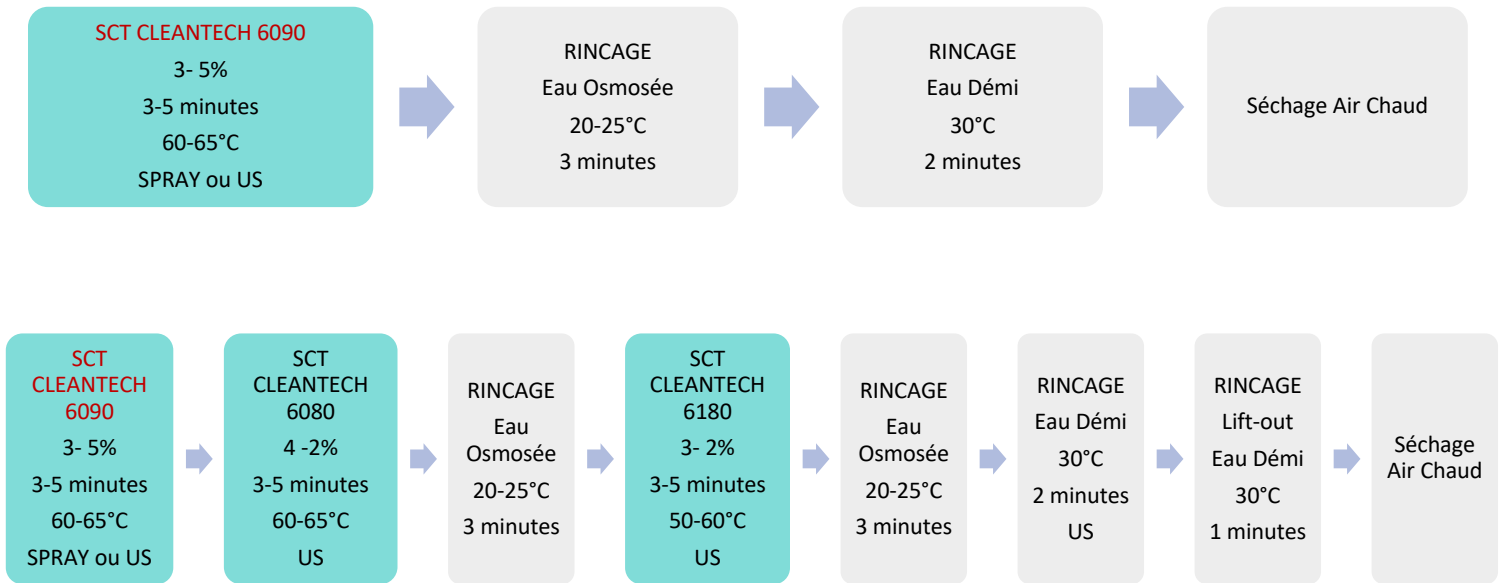 SCT CLEANTECH 6090
3- 5%
3-5 minutes
60-65°C
SPRAY ou US
RINCAGE
Eau Osmosée
20-25°C
3 minutes
RINCAGE
Eau Démi
30°C
2 minutes
Séchage Air Chaud
SCT
CLEANTECH
6090
3- 5%
3-5 minutes
60-65°C
SPRAY ou US
SCT
CLEANTECH
6080
4 -2%
3-5 minutes
60-65°C
US
RINCAGE
Eau
Osmosée
20-25°C
3 minutes
SCT
CLEANTECH
6180
3- 2%
3-5 minutes
50-60°C
US
RINCAGE
Eau
Osmosée
20-25°C
3 minutes
RINCAGE
Eau Démi
30°C
2 minutes
US
RINCAGE
Lift-out
Eau Démi
30°C
1 minutes
Séchage
Air Chaud